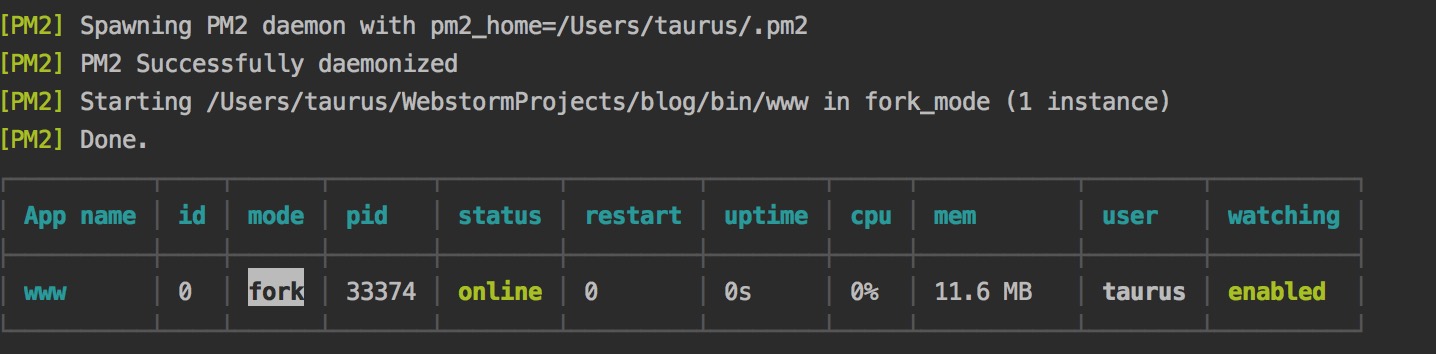 [PM2] Spawning PM2 daemon with pm2_home=/Users/taurus/.pm2
[PM2] PM2 Successfully daemonized
[PM2] Starting /Users/taurus/WebstormProjects/blog/bin/www in fork_mode (1 instance)
[PM2] Done.
App name id mode pid status restart uptime cpu mem user watching
www 0 fork 33374 online 0 0s 0% 11.6 MB taurus enabled